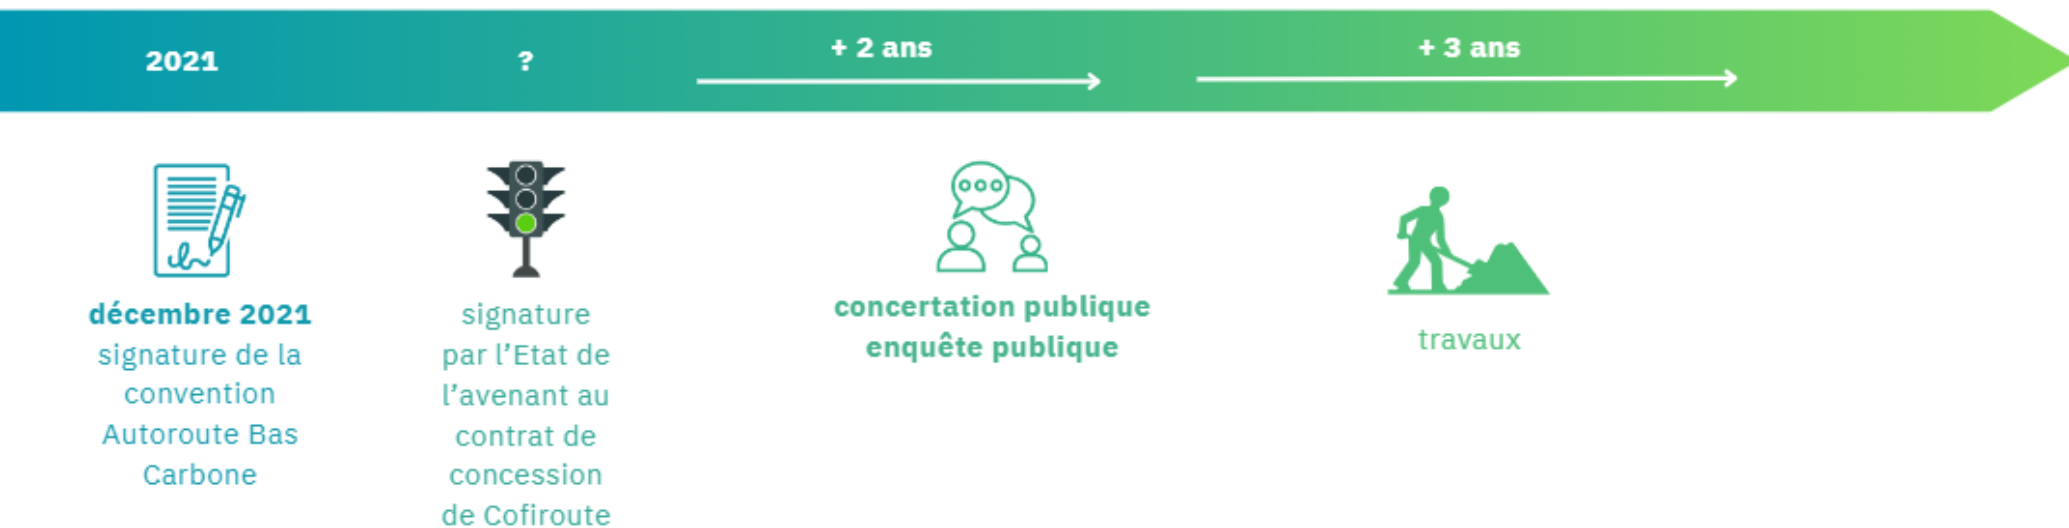 2021
?
+ 2 ans
+ 3 ans
décembre 2021
signature de la
convention
Autoroute Bas
Carbone
signature
par l'Etat de
l'avenant au
contrat de
concession
de Cofiroute
concertation publique
enquête publique
travaux